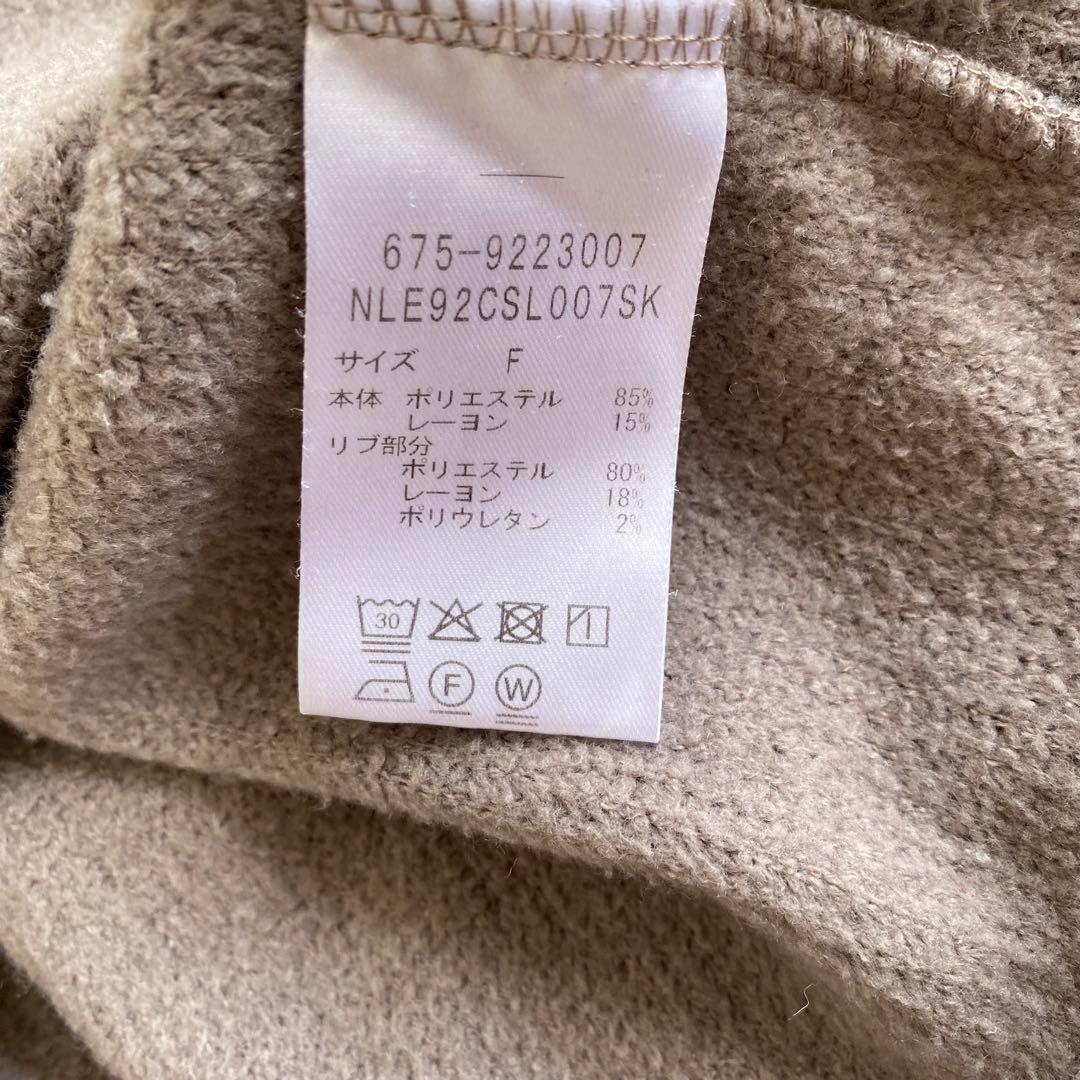 675-9223007
NLE92CSL007SK
サイズ F
本体 ポリエステル 85%
レーヨン 15%
リブ部分
ポリエステル 80%
レーヨン 18%
ポリウレタン 2%
30
F W